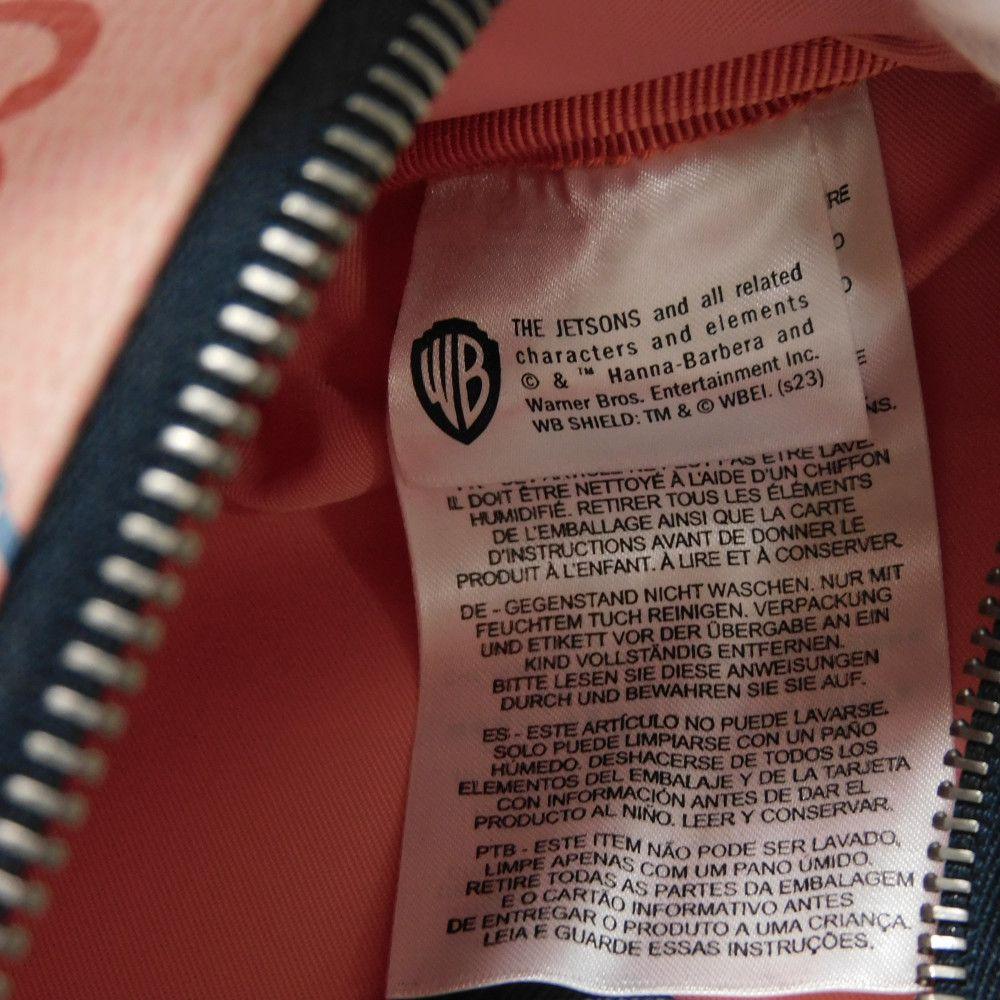 WB
THE JETSONS and all related
characters and elements
© & ™ Hanna-Barbera and
Warner Bros. Entertainment Inc.
WB SHIELD: TM & © WBEI. (s23)
RE
NS.
PAS ÊTRE LAVÉ.
IL DOIT ÊTRE NETTOYÉ À L'AIDE D'UN CHIFFON
HUMIDIFIÉ. RETIRER TOUS LES ÉLÉMENTS
DE L'EMBALLAGE AINSI QUE LA CARTE
D'INSTRUCTIONS AVANT DE DONNER LE
PRODUIT À L'ENFANT. À LIRE ET À CONSERVER.
DE - GEGENSTAND NICHT WASCHEN. NUR MIT
FEUCHTEM TUCH REINIGEN. VERPACKUNG
UND ETIKETT VOR DER ÜBERGABE AN EIN
KIND VOLLSTÄNDIG ENTFERNEN.
BITTE LESEN SIE DIESE ANWEISUNGEN
DURCH UND BEWAHREN SIE SIE AUF.
ES - ESTE ARTÍCULO NO PUEDE LAVARSE.
SOLO PUEDE LIMPIARSE CON UN PAÑO
HÚMEDO. DESHACERSE DE TODOS LOS
ELEMENTOS DEL EMBALAJE Y DE LA TARJETA
CON INFORMACIÓN ANTES DE DAR EL
PRODUCTO AL NIÑO. LEER Y CONSERVAR.
PTB - ESTE ITEM NÃO PODE SER LAVADO,
LIMPE APENAS COM UM PANO ÚMIDO.
RETIRE TODAS AS PARTES DA EMBALAGEM
E O CARTÃO INFORMATIVO ANTES
DE ENTREGAR O PRODUTO A UMA CRIANÇA.
LEIA E GUARDE ESSAS INSTRUÇÕES.